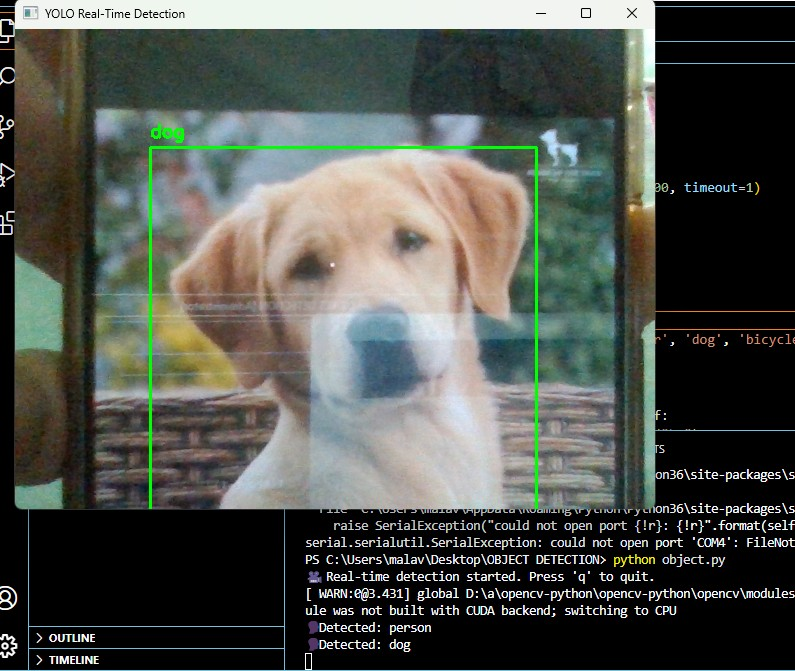 YOLO Real-Time Detection
dog
00, timeout=1)
r', 'dog', 'bicycle
f:
TS
on36\site-packages\s
File "C:\Users\malav\AppData\Roaming\Python\Python36\site-packages\s
raise SerialException("could not open port {!r}: {!r}".format(self
serial.serialutil.SerialException: could not open port 'COM4': FileNot
PS C:\Users\malav\Desktop\OBJECT DETECTION> python object.py
Real-time detection started. Press 'q' to quit.
[ WARN:0@3.431] global D:\a\opencv-python\opencv-python\opencv\modules
ule was not built with CUDA backend; switching to CPU
Detected: person
Detected: dog
OUTLINE
TIMELINE